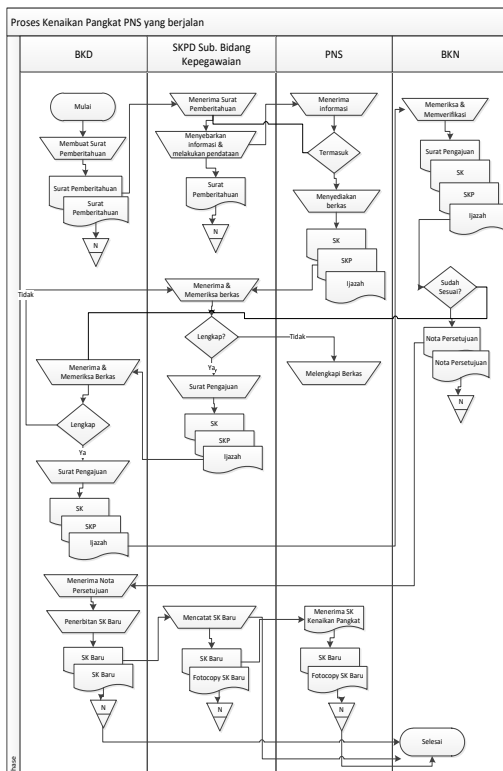 Proses Kenaikan Pangkat PNS yang berjalan
BKD
SKPD Sub. Bidang
Kepegawaian
PNS
BKN
Mulai
Membuat Surat
Pemberitahuan
Surat Pemberitahuan
Surat
Pemberitahuan
N
Menerima Surat
Pemberitahuan
Menyebarkan
informasi &
melakukan pendataan
Surat
Pemberitahuan
N
Menerima
informasi
Termasuk
Menyediakan
berkas
SK
SKP
Ijazah
Memeriksa &
Memverifikasi
Surat Pengajuan
SK
SKP
Ijazah
Sudah
Sesuai?
Nota Persetujuan
Nota Persetujuan
N
Tidak
Menerima &
Memeriksa berkas
Lengkap?
Tidak
Melengkapi Berkas
Ya
Surat Pengajuan
SK
SKP
Ijazah
Menerima &
Memeriksa Berkas
Lengkap
Ya
Surat Pengajuan
SK
SKP
Ijazah
Menerima Nota
Persetujuan
Penerbitan SK Baru
SK Baru
SK Baru
N
Mencatat SK Baru
SK Baru
Fotocopy SK Baru
N
Menerima SK
Kenaikan Pangkat
SK Baru
Fotocopy SK Baru
N
Selesai
hase